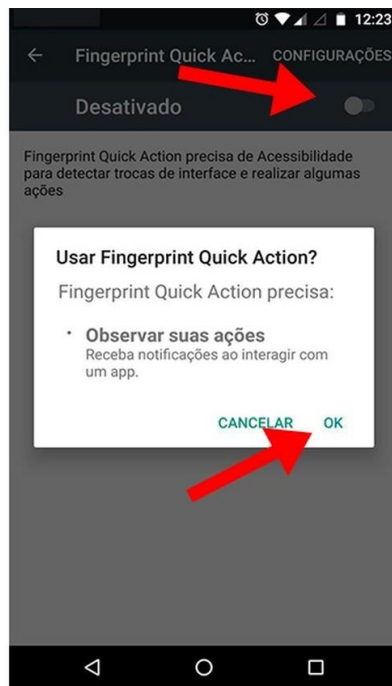 12:23
Fingerprint Quick Ac... CONFIGURAÇÕES
Desativado
Fingerprint Quick Action precisa de Acessibilidade
para detectar trocas de interface e realizar algumas
ações
Usar Fingerprint Quick Action?
Fingerprint Quick Action precisa:
• Observar suas ações
Receba notificações ao interagir com
um app.
CANCELAR OK